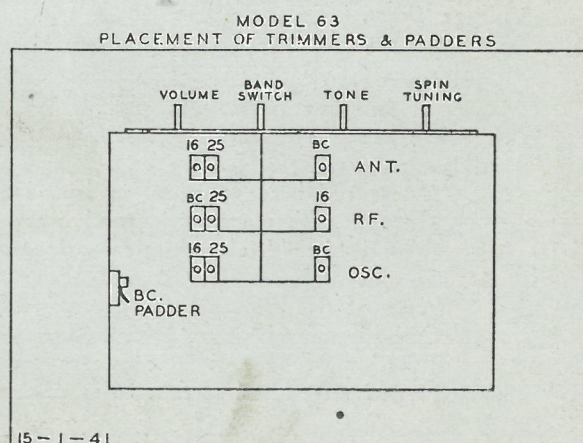 MODEL 63
PLACEMENT OF TRIMMERS & PADDERS
VOLUME BAND SWITCH TONE SPIN TUNING
16 25 BC ANT.
BC 25 16 RF.
16 25 BC OSC.
BC. PADDER
15-1-41